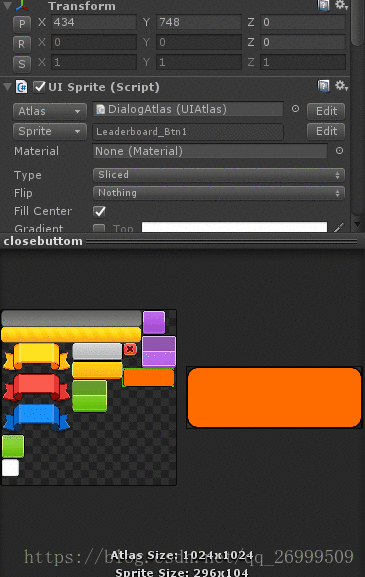 Transform
P X 434 Y 748 Z 0
R X 0 Y 0 Z 0
S X 1 Y 1 Z 1
UI Sprite (Script)
Atlas DialogAtlas (UIAtlas) Edit
Sprite Leaderboard_Btn1 Edit
Material None (Material)
Type Sliced
Flip Nothing
Fill Center
Gradient Top
closebuttom
Atlas Size: 1024x1024
https://blog.csdn.net/qq_26999509
Sprite Size: 296x104